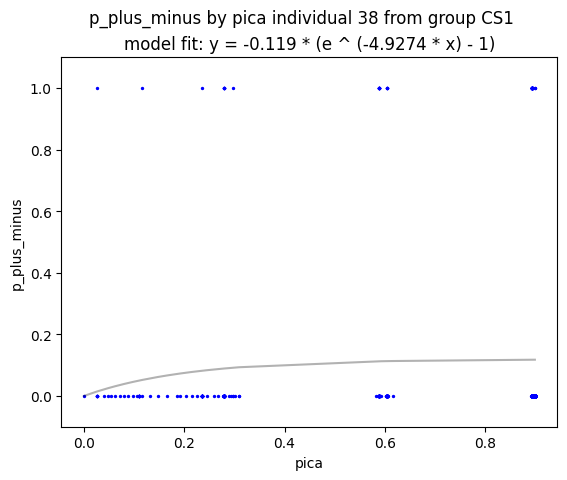 p_plus_minus by pica individual 38 from group CS1
model fit: y = -0.119 * (e ^ (-4.9274 * x) - 1)
1.0
0.8
0.6
0.4
0.2
0.0
p_plus_minus
0.0 0.2 0.4 0.6 0.8
pica